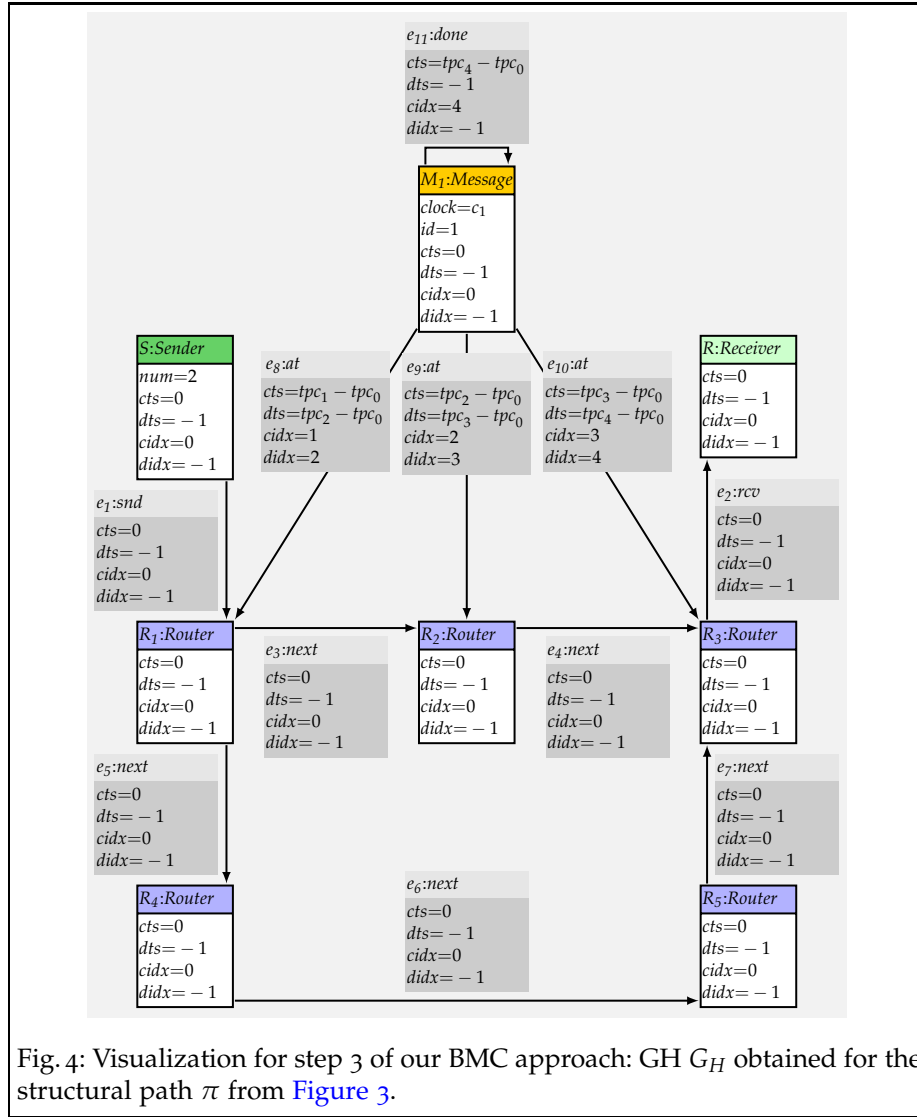 e11:done
cts=tpc4 − tpc0
dts= − 1
cidx=4
didx= − 1
M1:Message
clock=c1
id=1
cts=0
dts= − 1
cidx=0
didx= − 1
S:Sender
num=2
cts=0
dts= − 1
cidx=0
didx= − 1
e8:at
cts=tpc1 − tpc0
dts=tpc2 − tpc0
cidx=1
didx=2
e9:at
cts=tpc2 − tpc0
dts=tpc3 − tpc0
cidx=2
didx=3
e10:at
cts=tpc3 − tpc0
dts=tpc4 − tpc0
cidx=3
didx=4
R:Receiver
cts=0
dts= − 1
cidx=0
didx= − 1
e1:snd
cts=0
dts= − 1
cidx=0
didx= − 1
e2:rcv
cts=0
dts= − 1
cidx=0
didx= − 1
R1:Router
cts=0
dts= − 1
cidx=0
didx= − 1
e3:next
cts=0
dts= − 1
cidx=0
didx= − 1
R2:Router
cts=0
dts= − 1
cidx=0
didx= − 1
e4:next
cts=0
dts= − 1
cidx=0
didx= − 1
R3:Router
cts=0
dts= − 1
cidx=0
didx= − 1
e5:next
cts=0
dts= − 1
cidx=0
didx= − 1
e7:next
cts=0
dts= − 1
cidx=0
didx= − 1
R4:Router
cts=0
dts= − 1
cidx=0
didx= − 1
e6:next
cts=0
dts= − 1
cidx=0
didx= − 1
R5:Router
cts=0
dts= − 1
cidx=0
didx= − 1
Fig. 4: Visualization for step 3 of our BMC approach: GH GH obtained for the
structural path π from Figure 3.